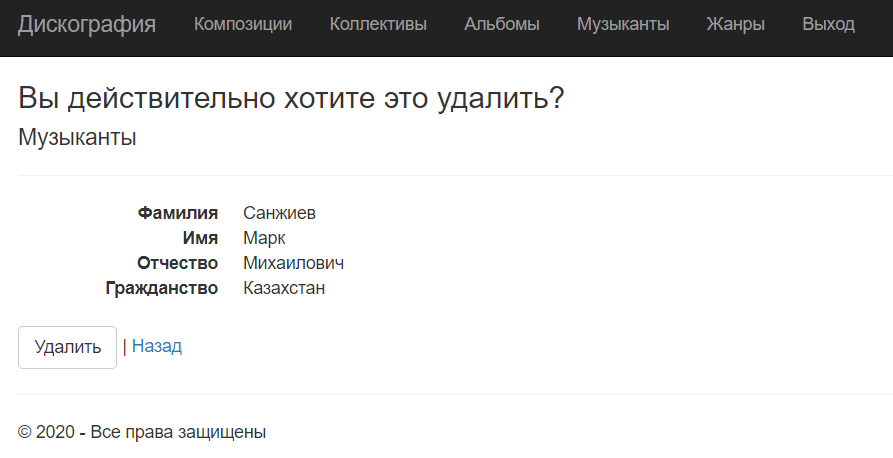 Дискография Композиции Коллективы Альбомы Музыканты Жанры Выход
Вы действительно хотите это удалить?
Музыканты
Фамилия Санжиев
Имя Марк
Отчество Михаилович
Гражданство Казахстан
Удалить | Назад
© 2020 - Все права защищены